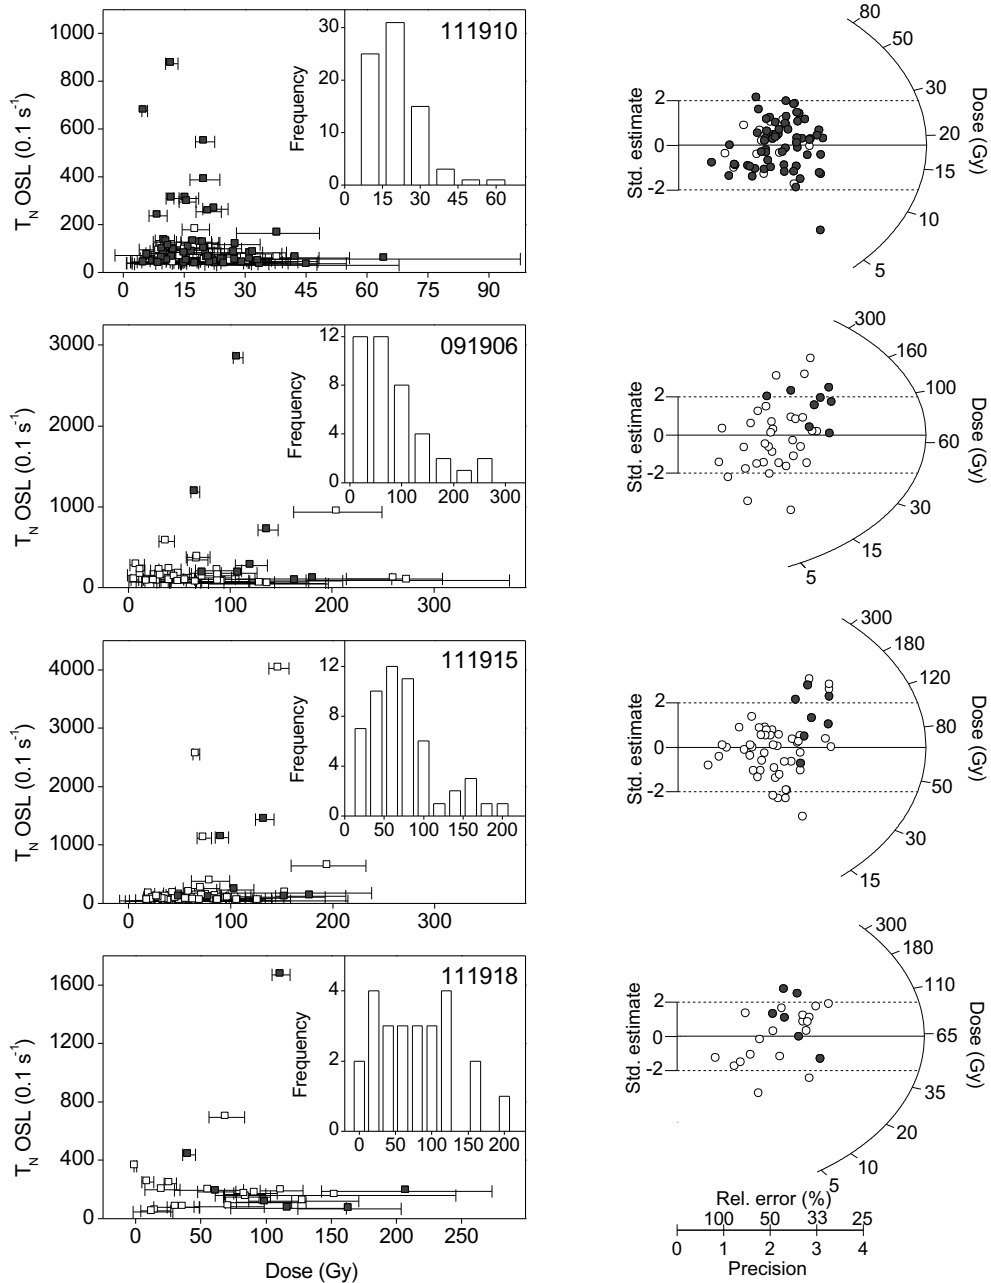 111910
T_N OSL (0.1 s⁻¹)
1000
800
600
400
200
0
0 15 30 45 60 75 90
Frequency
30
20
10
0
0 15 30 45 60
Std. estimate
2
0
-2
80
50
30
20
15
10
5
Dose (Gy)
091906
T_N OSL (0.1 s⁻¹)
3000
2000
1000
0
0 100 200 300
Frequency
12
8
4
0
0 100 200 300
Std. estimate
2
0
-2
300
160
100
60
30
15
5
Dose (Gy)
111915
T_N OSL (0.1 s⁻¹)
4000
3000
2000
1000
0
0 100 200 300
Frequency
12
8
4
0
0 50 100 150 200
Std. estimate
2
0
-2
300
180
120
80
50
30
15
Dose (Gy)
111918
T_N OSL (0.1 s⁻¹)
1600
1200
800
400
0
0 50 100 150 200 250
Dose (Gy)
Frequency
4
2
0
0 50 100 150 200
Std. estimate
2
0
-2
300
180
110
65
35
20
10
5
Dose (Gy)
Rel. error (%)
100 50 33 25
0 1 2 3 4
Precision